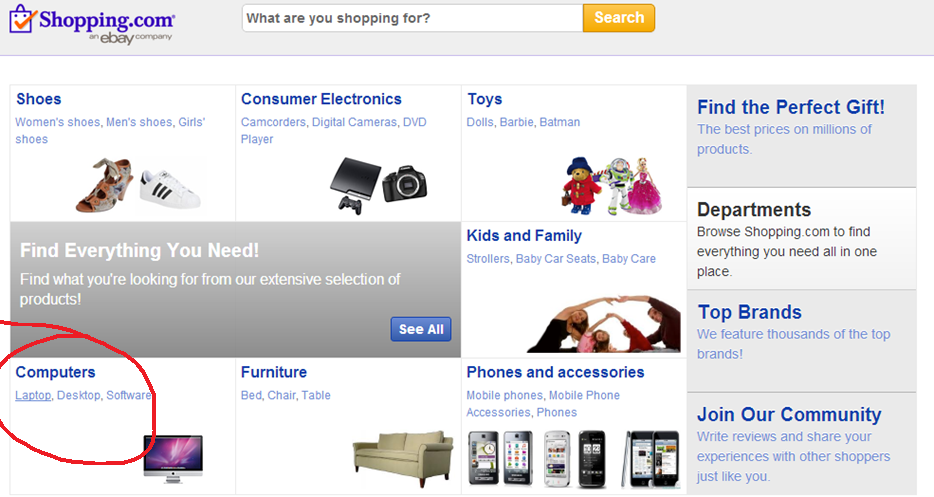 Shopping.com
an ebay company
What are you shopping for?
Search
Shoes
Women's shoes, Men's shoes, Girls'
shoes
Consumer Electronics
Camcorders, Digital Cameras, DVD
Player
Toys
Dolls, Barbie, Batman
Find the Perfect Gift!
The best prices on millions of
products.
Find Everything You Need!
Find what you're looking for from our extensive selection of
products!
See All
Kids and Family
Strollers, Baby Car Seats, Baby Care
Departments
Browse Shopping.com to find
everything you need all in one
place.
Top Brands
We feature thousands of the top
brands!
Computers
Laptop, Desktop, Software
Furniture
Bed, Chair, Table
Phones and accessories
Mobile phones, Mobile Phone
Accessories, Phones
Join Our Community
Write reviews and share your
experiences with other shoppers
just like you.